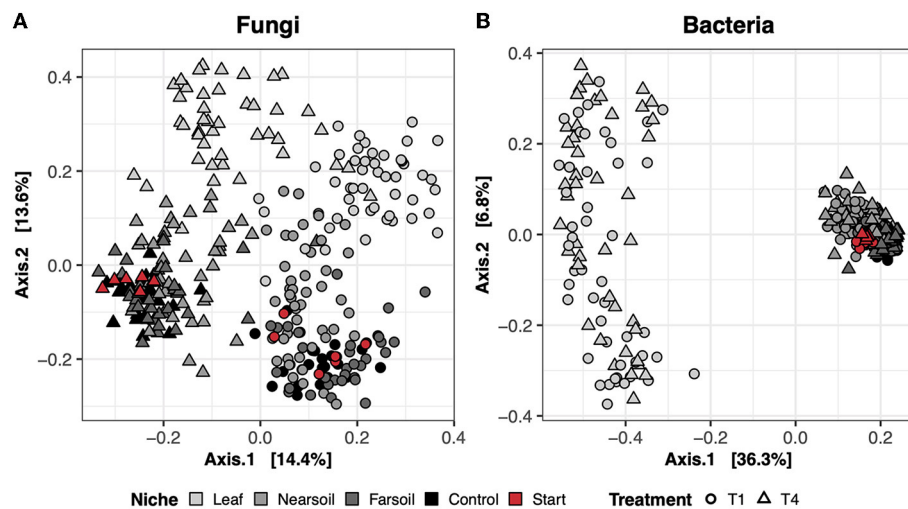 A Fungi
Axis.2 [13.6%]
0.4
0.2
0.0
−0.2
−0.2 0.0 0.2 0.4
Axis.1 [14.4%]
B Bacteria
Axis.2 [6.8%]
0.4
0.2
0.0
−0.2
−0.4
−0.4 −0.2 0.0 0.2
Axis.1 [36.3%]
Niche Leaf Nearsoil Farsoil Control Start Treatment T1 T4